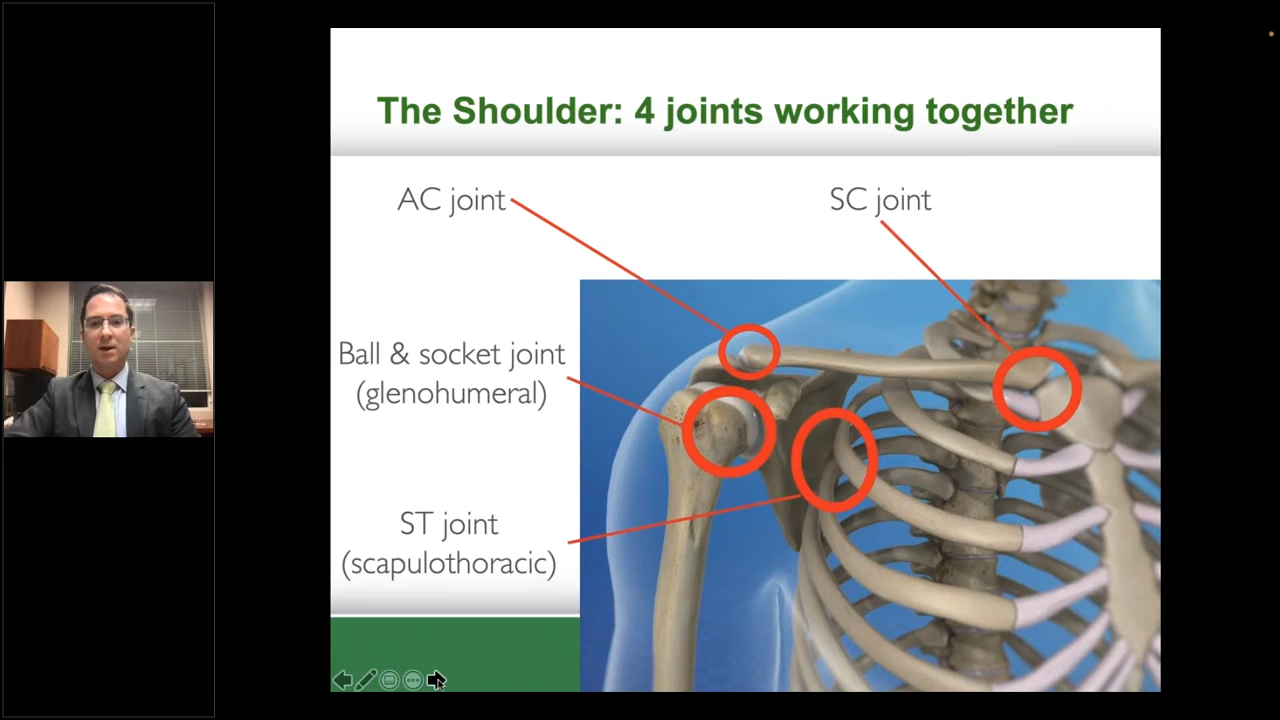 The Shoulder: 4 joints working together
AC joint
SC joint
Ball & socket joint
(glenohumeral)
ST joint
(scapulothoracic)